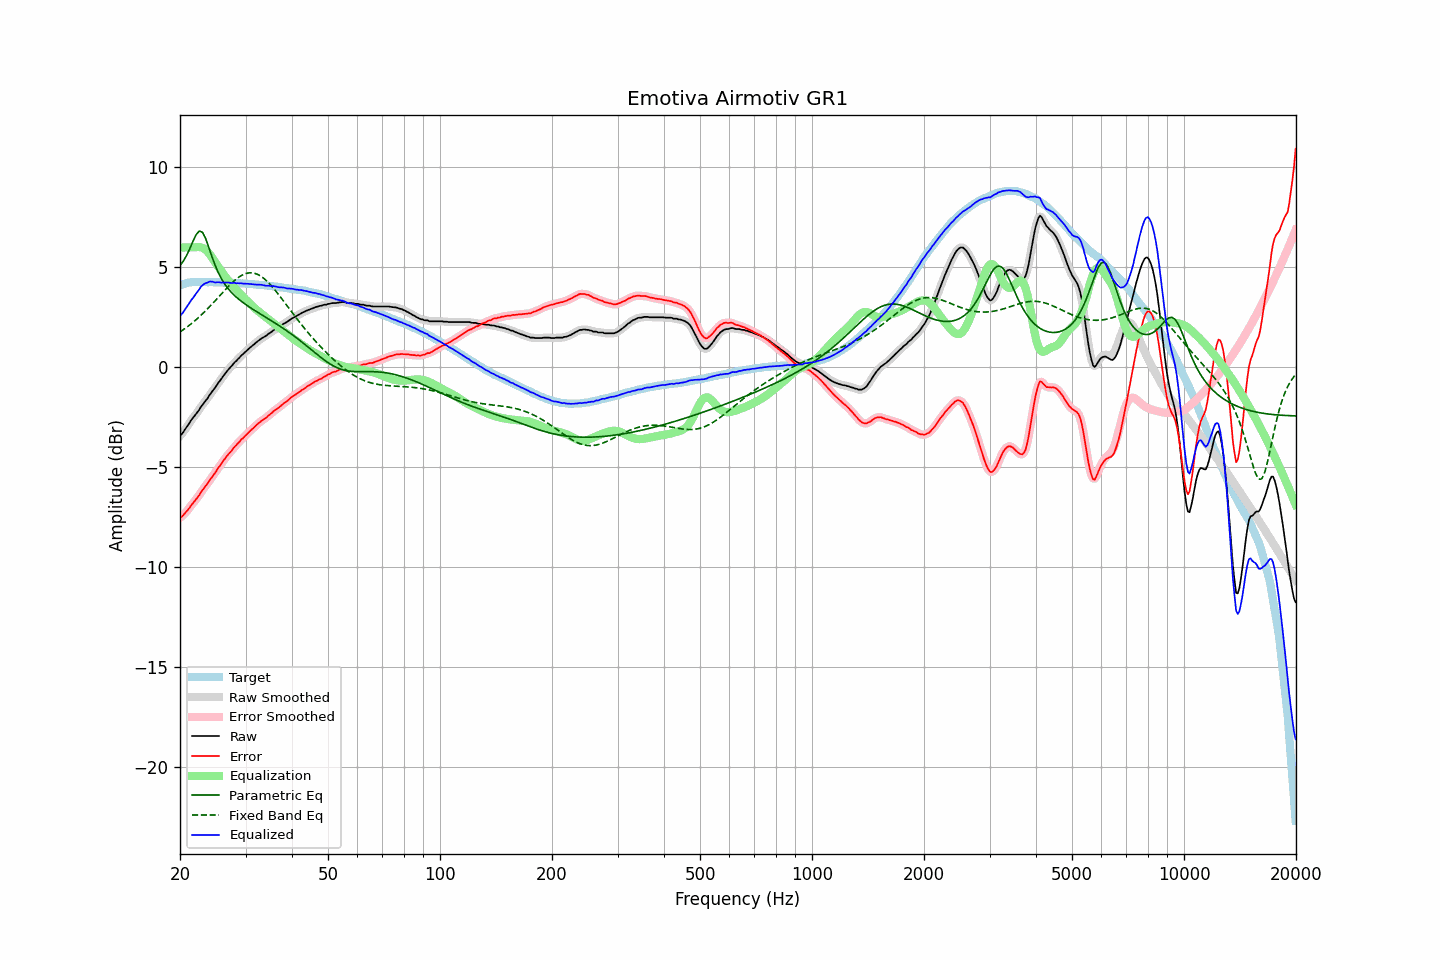 Emotiva Airmotiv GR1
10
5
0
−5
−10
−15
−20
Amplitude (dBr)
Target
Raw Smoothed
Error Smoothed
Raw
Error
Equalization
Parametric Eq
Fixed Band Eq
Equalized
20 50 100 200 500 1000 2000 5000 10000 20000
Frequency (Hz)